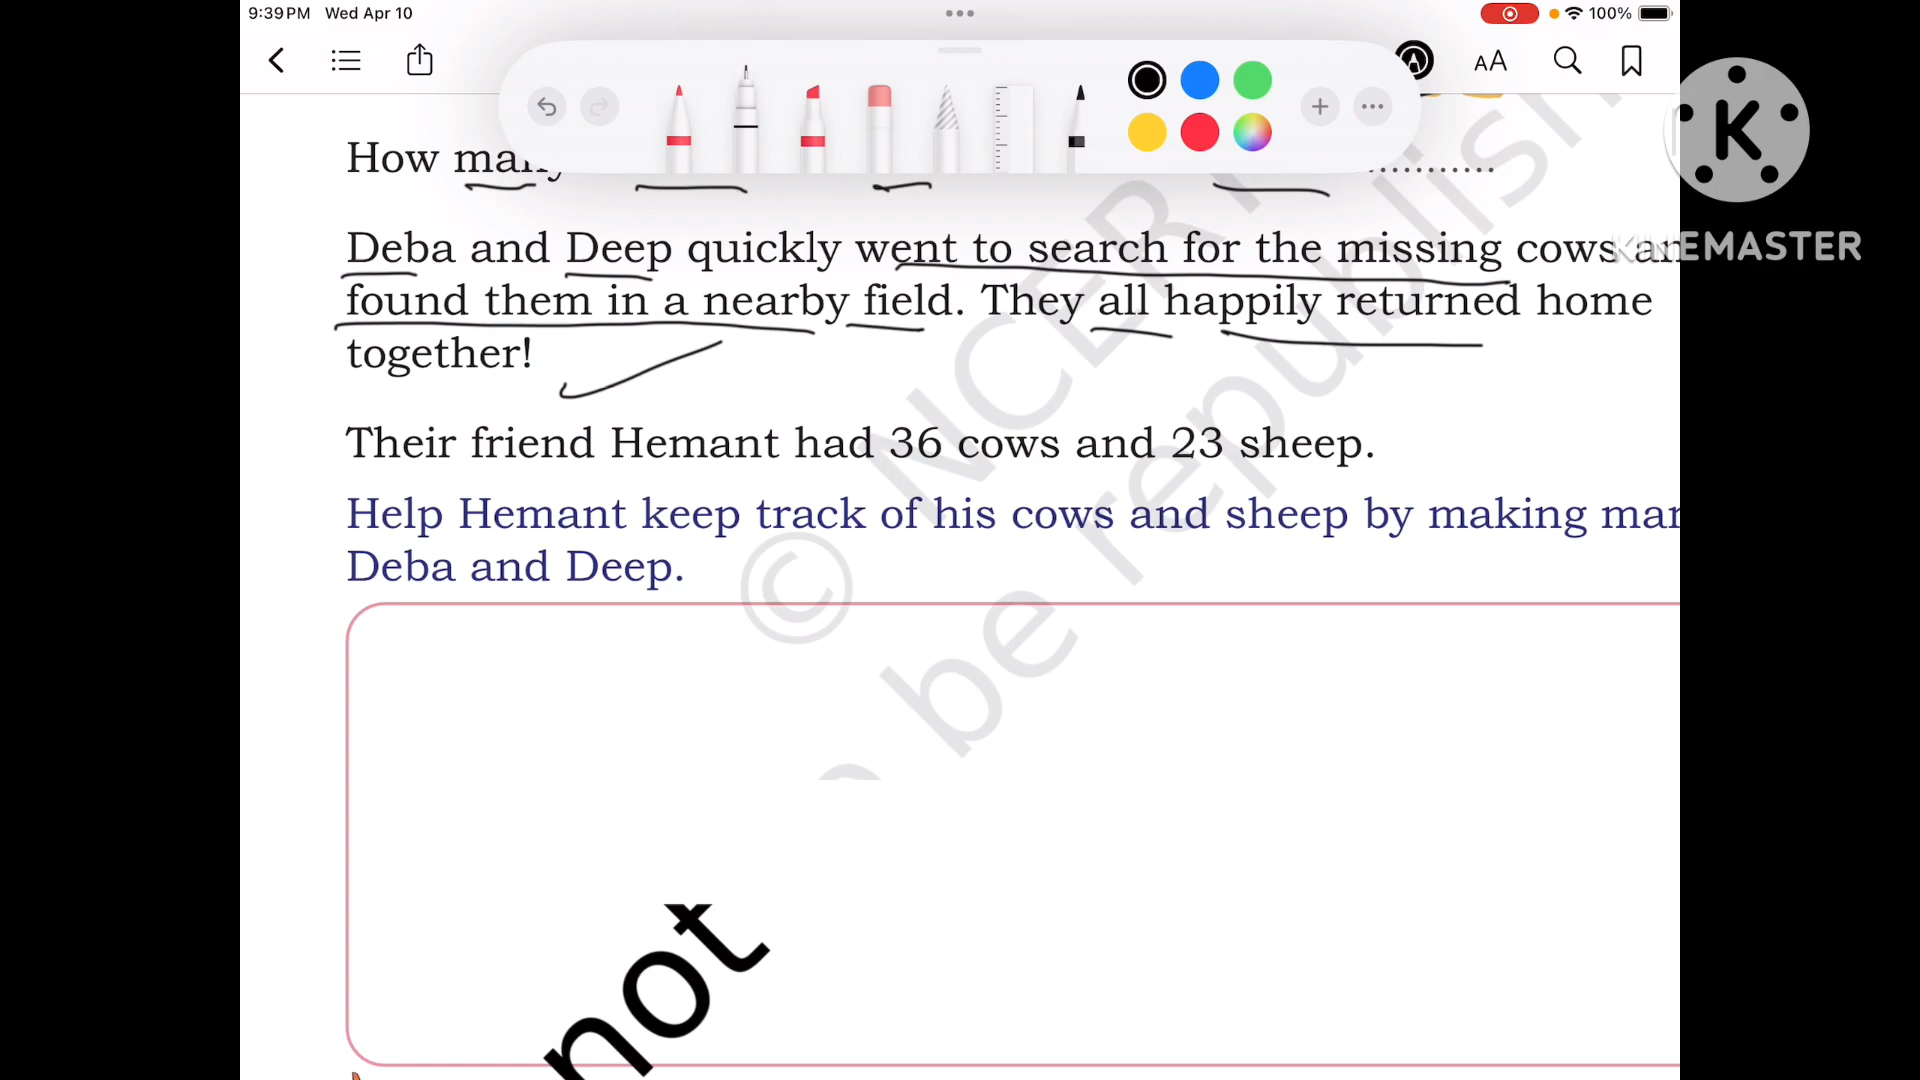 9:39 PM Wed Apr 10
100%
AA
How many
Deba and Deep quickly went to search for the missing cows an
found them in a nearby field. They all happily returned home
together!
Their friend Hemant had 36 cows and 23 sheep.
Help Hemant keep track of his cows and sheep by making mar
Deba and Deep.
© NCERT
be republish
not
K
KINEMASTER